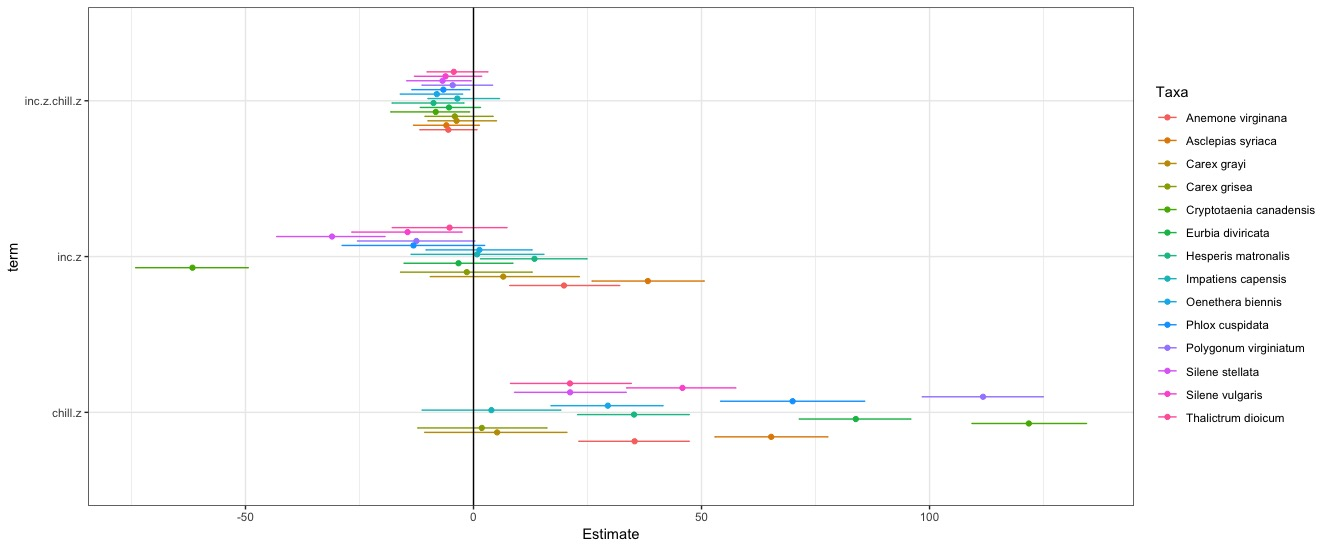 inc.z.chill.z
inc.z
chill.z
term
-50
0
50
100
Estimate
Taxa
Anemone virginana
Asclepias syriaca
Carex grayi
Carex grisea
Cryptotaenia canadensis
Eurbia diviricata
Hesperis matronalis
Impatiens capensis
Oenethera biennis
Phlox cuspidata
Polygonum virginiatum
Silene stellata
Silene vulgaris
Thalictrum dioicum